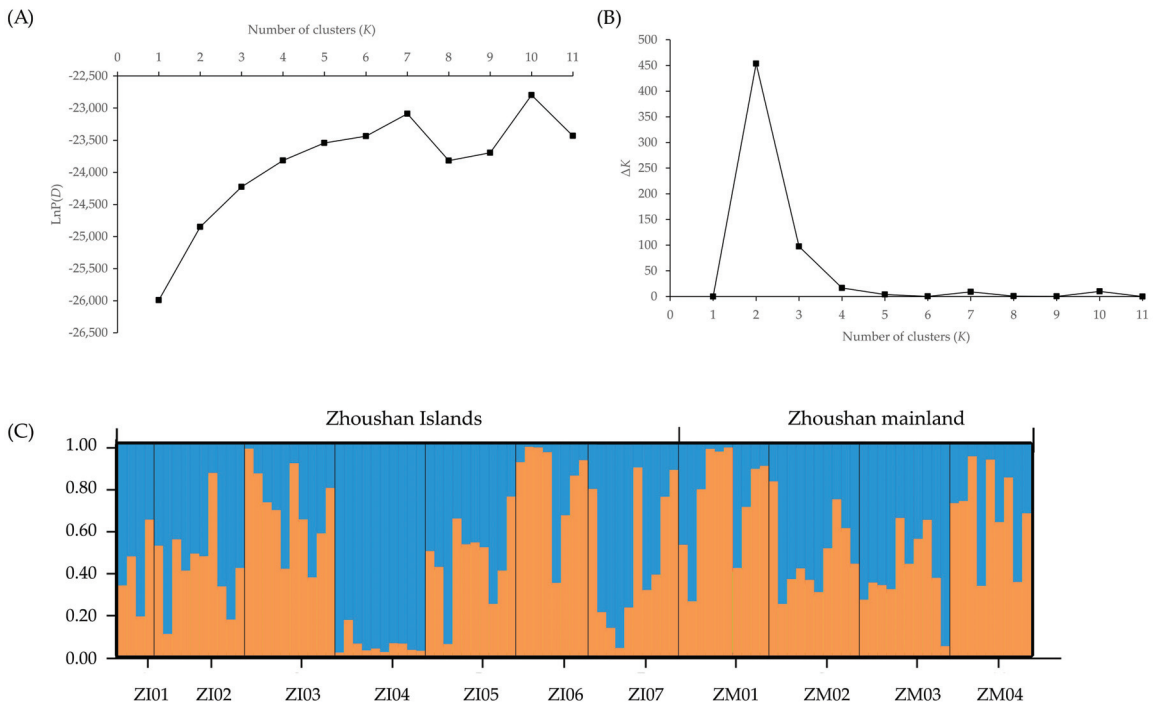 (A)
Number of clusters (K)
0 1 2 3 4 5 6 7 8 9 10 11
-22,500
-23,000
-23,500
-24,000
-24,500
-25,000
-25,500
-26,000
-26,500
LnP(D)
(B)
500
450
400
350
300
250
200
150
100
50
0
ΔK
0 1 2 3 4 5 6 7 8 9 10 11
Number of clusters (K)
(C)
Zhoushan Islands Zhoushan mainland
1.00
0.80
0.60
0.40
0.20
0.00
ZI01 ZI02 ZI03 ZI04 ZI05 ZI06 ZI07 ZM01 ZM02 ZM03 ZM04